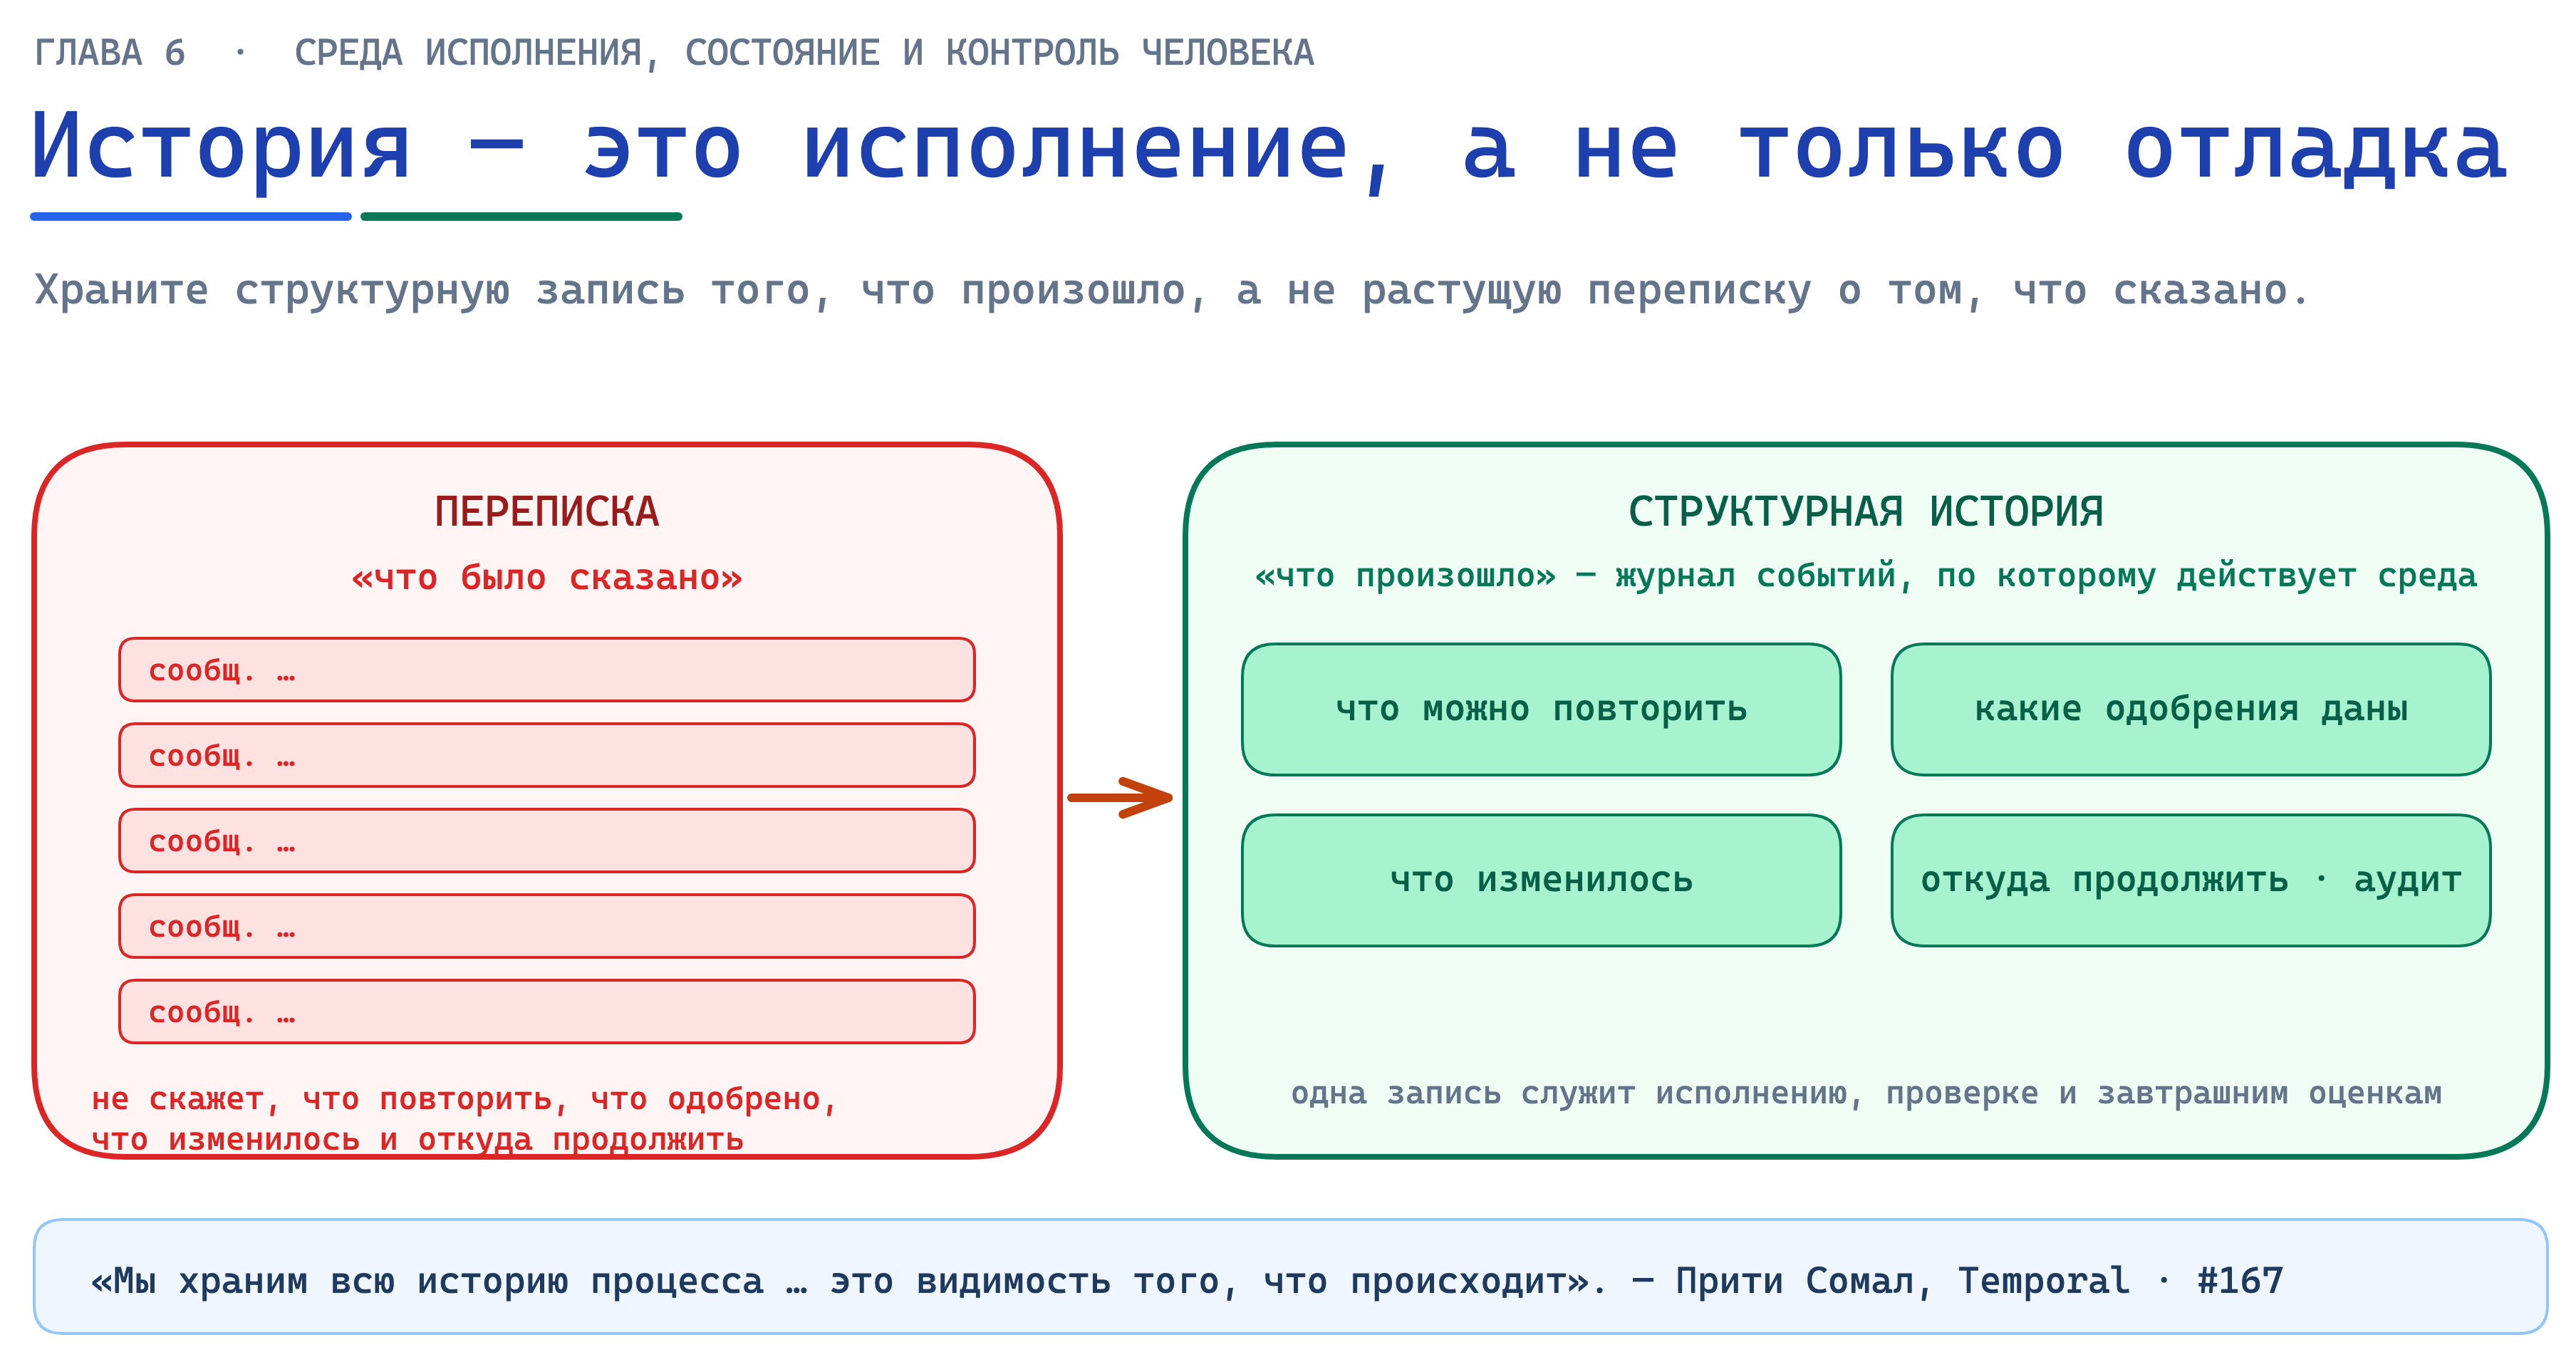 ГЛАВА 6 · СРЕДА ИСПОЛНЕНИЯ, СОСТОЯНИЕ И КОНТРОЛЬ ЧЕЛОВЕКА
История — это исполнение, а не только отладка
Храните структурную запись того, что произошло, а не растущую переписку о том, что сказано.
ПЕРЕПИСКА
«что было сказано»
сообщ. …
сообщ. …
сообщ. …
сообщ. …
сообщ. …
не скажет, что повторить, что одобрено,
что изменилось и откуда продолжить
СТРУКТУРНАЯ ИСТОРИЯ
«что произошло» — журнал событий, по которому действует среда
что можно повторить
какие одобрения даны
что изменилось
откуда продолжить · аудит
одна запись служит исполнению, проверке и завтрашним оценкам
«Мы храним всю историю процесса … это видимость того, что происходит». — Прити Сомал, Temporal · #167